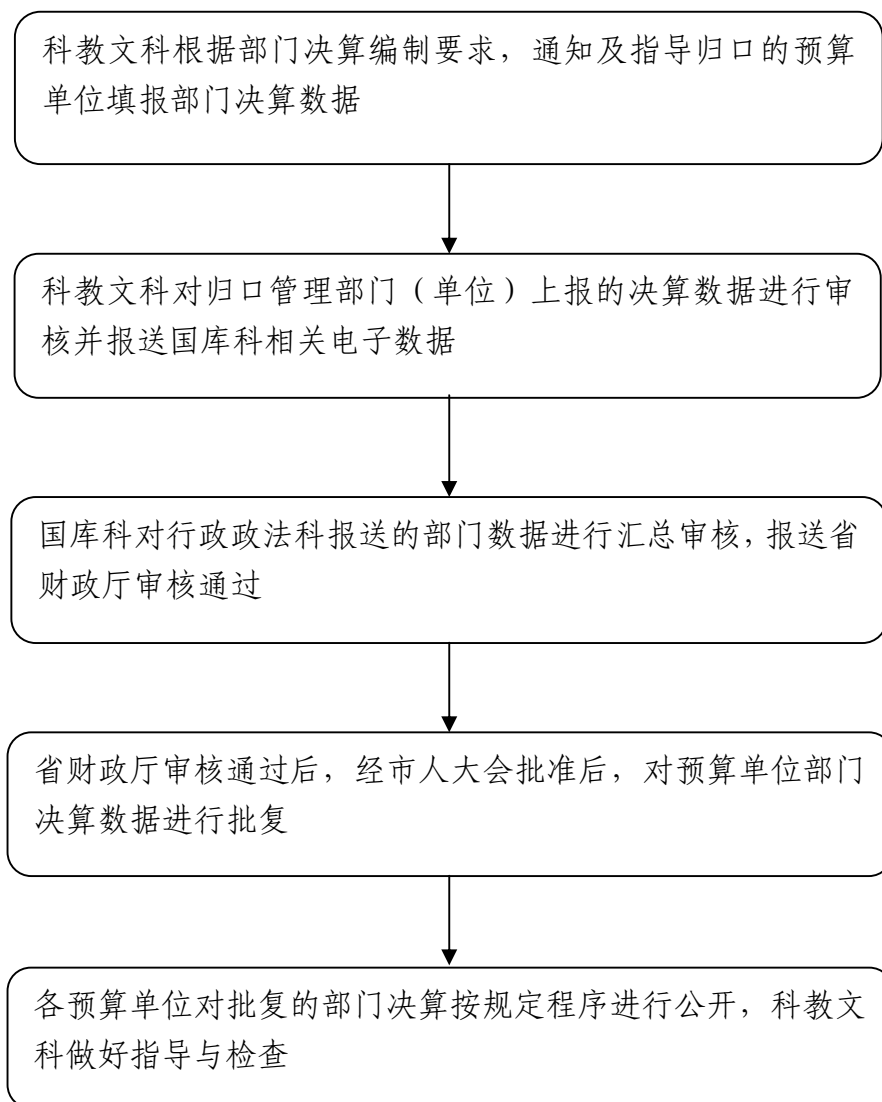 科教文科根据部门决算编制要求，通知及指导归口的预算
单位填报部门决算数据
科教文科对归口管理部门（单位）上报的决算数据进行审
核并报送国库科相关电子数据
国库科对行政政法科报送的部门数据进行汇总审核，报送省
财政厅审核通过
省财政厅审核通过后，经市人大会批准后，对预算单位部门
决算数据进行批复
各预算单位对批复的部门决算按规定程序进行公开，科教文
科做好指导与检查